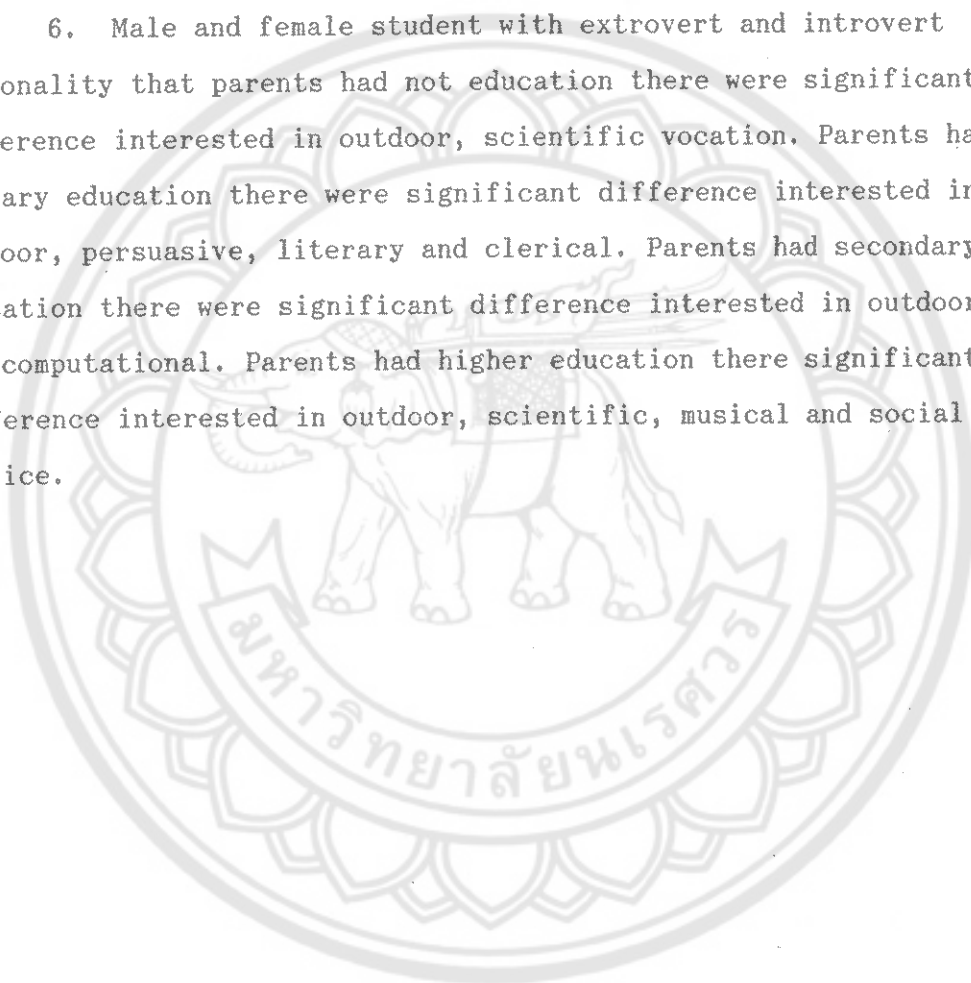 6. Male and female student with extrovert and introvert
onality that parents had not education there were significant
erence interested in outdoor, scientific vocation. Parents ha
ary education there were significant difference interested in
oor, persuasive, literary and clerical. Parents had secondary
ation there were significant difference interested in outdoor
computational. Parents had higher education there significant
erence interested in outdoor, scientific, musical and social
ice.
มหาวิทยาลัยนเรศวร